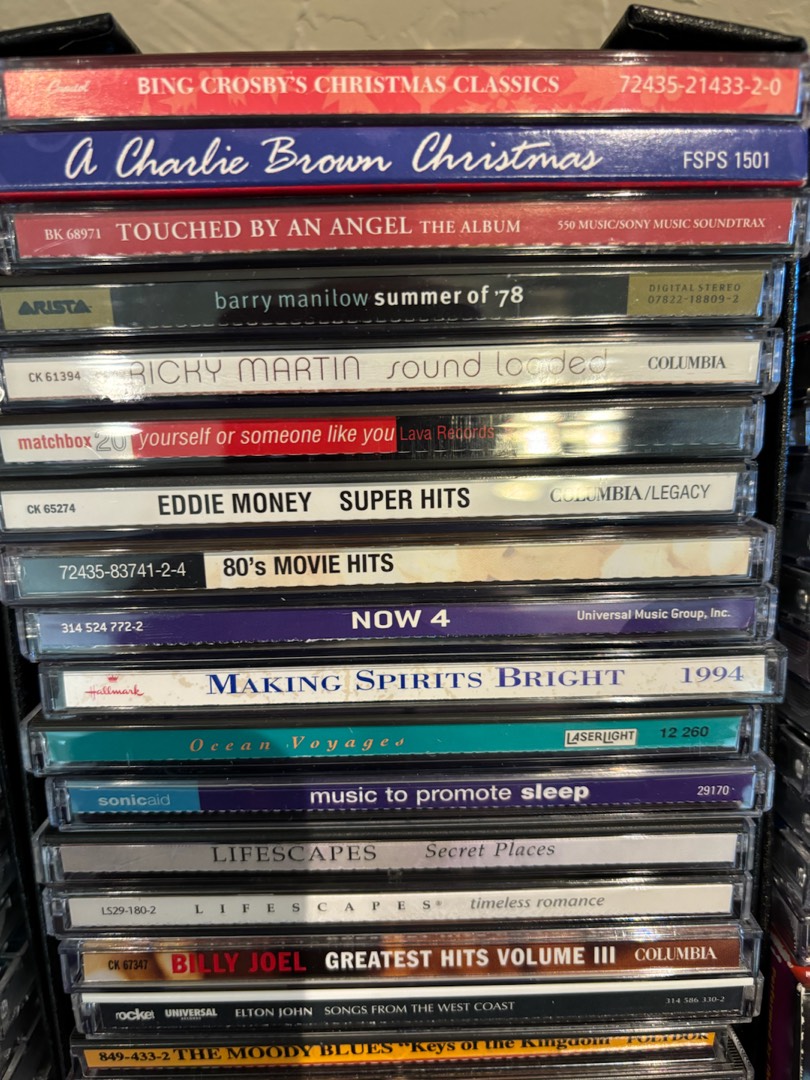 Capitol BING CROSBY'S CHRISTMAS CLASSICS 72435-21433-2-0
A Charlie Brown Christmas FSPS 1501
BK 68971 TOUCHED BY AN ANGEL THE ALBUM 550 MUSIC/SONY MUSIC SOUNDTRAX
ARISTA barry manilow summer of '78 DIGITAL STEREO
07822-18809-2
CK 61394 RICKY MARTIN sound loaded COLUMBIA
matchbox 20 yourself or someone like you Lava Records
CK 65274 EDDIE MONEY SUPER HITS COLUMBIA/LEGACY
72435-83741-2-4 80's MOVIE HITS
314 524 772-2 NOW 4 Universal Music Group, Inc.
Hallmark MAKING SPIRITS BRIGHT 1994
Ocean Voyages LASERLIGHT 12 260
sonicaid music to promote sleep 29170
LIFESCAPES Secret Places
LS29-180-2 LIFESCAPES® timeless romance
CK 67347 BILLY JOEL GREATEST HITS VOLUME III COLUMBIA
rocket UNIVERSAL RECORDS ELTON JOHN SONGS FROM THE WEST COAST 314 586 330-2
849-433-2 THE MOODY BLUES "Keys of the Kingdom" POLYDOR